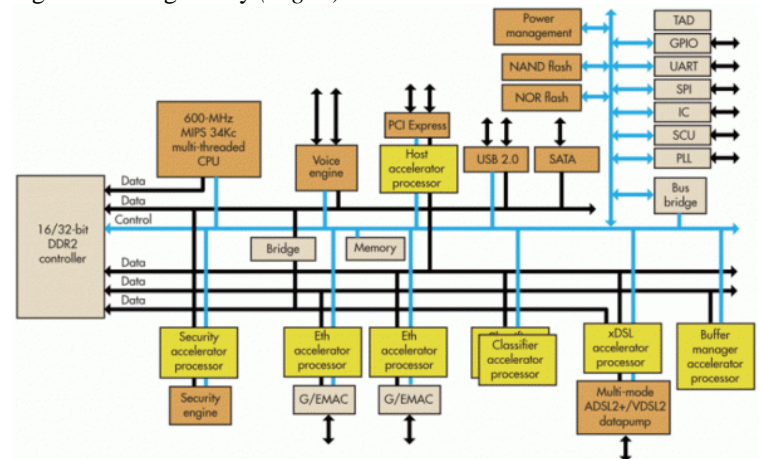 Power
management
NAND flash
NOR flash
TAD
GPIO
UART
SPI
IC
SCU
PLL
Bus
bridge
600-MHz
MIPS 34Kc
multi-threaded
CPU
Voice
engine
PCI Express
Host
accelerator
processor
USB 2.0
SATA
16/32-bit
DDR2
controller
Data
Data
Control
Bridge
Memory
Data
Data
Data
Security
accelerator
processor
Security
engine
Eth
accelerator
processor
G/EMAC
Eth
accelerator
processor
G/EMAC
Classifier
accelerator
processor
xDSL
accelerator
processor
Multi-mode
ADSL2+/VDSL2
datapump
Buffer
manager
accelerator
processor